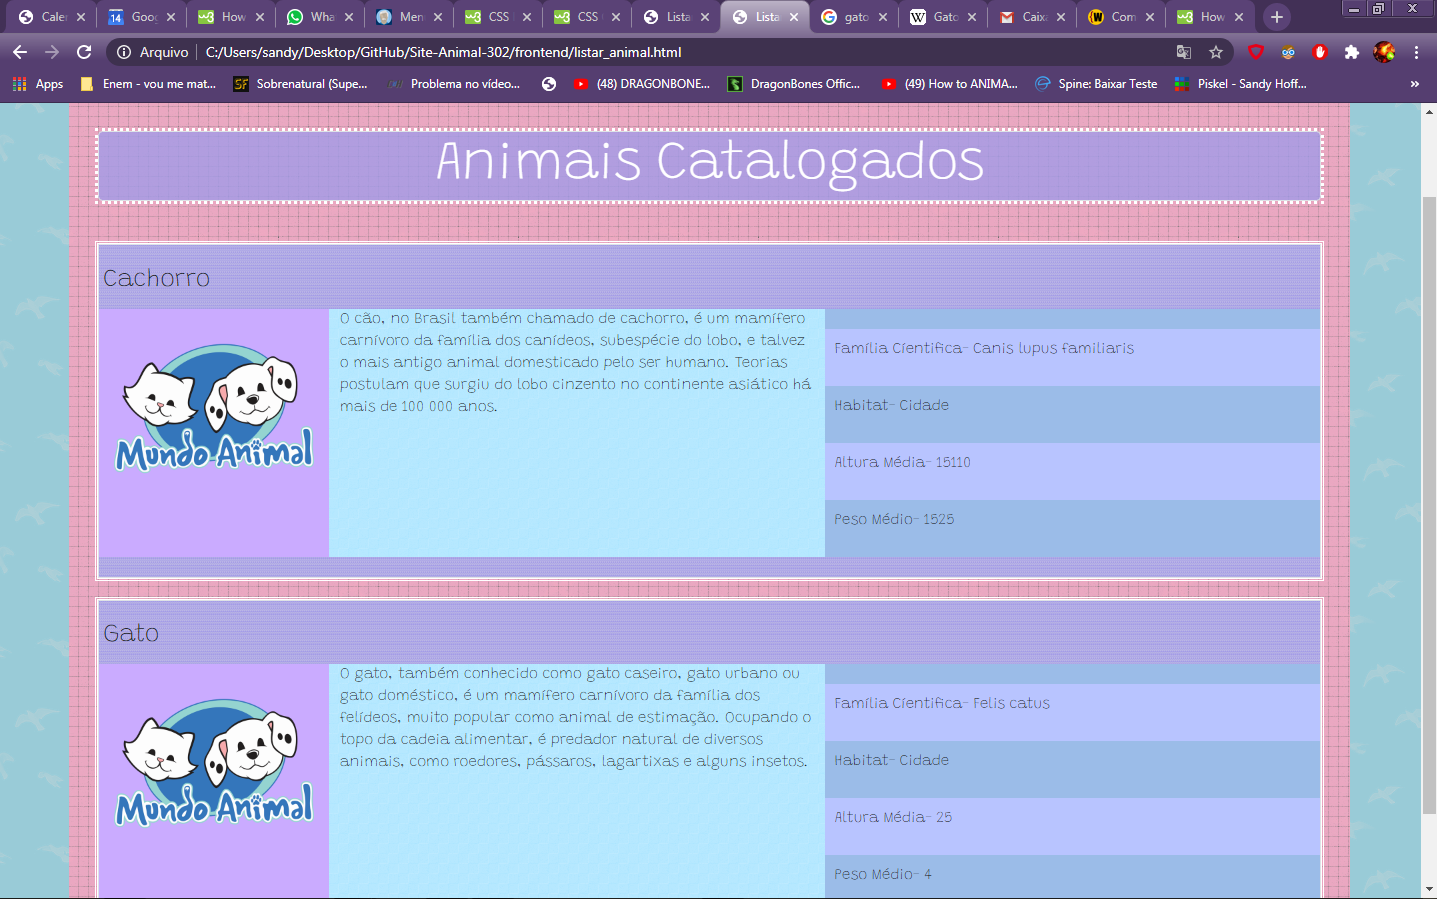 Caler
Goog
How
Wha
Men
CSS
CSS
Lista
Lista
gato
Gato
Caixa
Com
How
Arquivo
C:/Users/sandy/Desktop/GitHub/Site-Animal-302/frontend/listar_animal.html
Apps
Enem - vou me mat...
Sobrenatural (Supe...
Problema no vídeo...
(48) DRAGONBONE...
DragonBones Offic...
(49) How to ANIMA...
Spine: Baixar Teste
Piskel - Sandy Hoff...
»
Animais Catalogados
Cachorro
Mundo Animal
O cão, no Brasil também chamado de cachorro, é um mamífero
carnívoro da família dos canídeos, subespécie do lobo, e talvez
o mais antigo animal domesticado pelo ser humano. Teorias
postulam que surgiu do lobo cinzento no continente asiático há
mais de 100 000 anos.
Família Científica- Canis lupus familiaris
Habitat- Cidade
Altura Média- 15110
Peso Médio- 1525
Gato
Mundo Animal
O gato, também conhecido como gato caseiro, gato urbano ou
gato doméstico, é um mamífero carnívoro da família dos
felídeos, muito popular como animal de estimação. Ocupando o
topo da cadeia alimentar, é predador natural de diversos
animais, como roedores, pássaros, lagartixas e alguns insetos.
Família Científica- Felis catus
Habitat- Cidade
Altura Média- 25
Peso Médio- 4